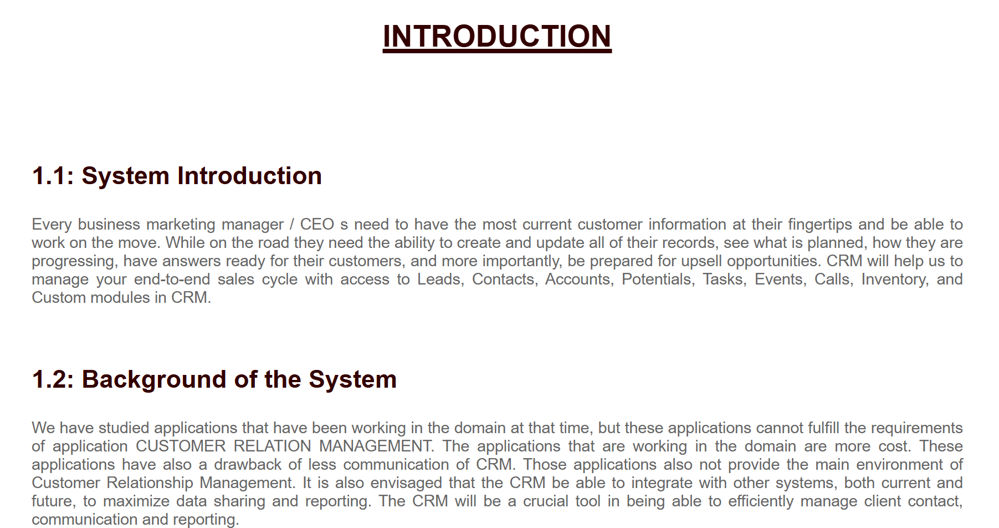 INTRODUCTION
1.1: System Introduction
Every business marketing manager / CEO s need to have the most current customer information at their fingertips and be able to
work on the move. While on the road they need the ability to create and update all of their records, see what is planned, how they are
progressing, have answers ready for their customers, and more importantly, be prepared for upsell opportunities. CRM will help us to
manage your end-to-end sales cycle with access to Leads, Contacts, Accounts, Potentials, Tasks, Events, Calls, Inventory, and
Custom modules in CRM.
1.2: Background of the System
We have studied applications that have been working in the domain at that time, but these applications cannot fulfill the requirements
of application CUSTOMER RELATION MANAGEMENT. The applications that are working in the domain are more cost. These
applications have also a drawback of less communication of CRM. Those applications also not provide the main environment of
Customer Relationship Management. It is also envisaged that the CRM be able to integrate with other systems, both current and
future, to maximize data sharing and reporting. The CRM will be a crucial tool in being able to efficiently manage client contact,
communication and reporting.